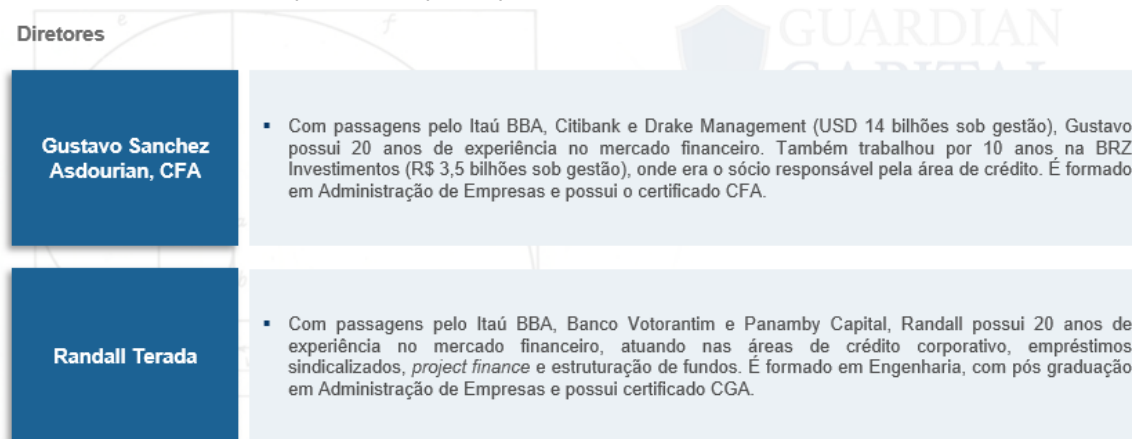 Diretores
GUARDIAN
CAPITAL
Gustavo Sanchez
Asdourian, CFA
▪ Com passagens pelo Itaú BBA, Citibank e Drake Management (USD 14 bilhões sob gestão), Gustavo
possui 20 anos de experiência no mercado financeiro. Também trabalhou por 10 anos na BRZ
Investimentos (R$ 3,5 bilhões sob gestão), onde era o sócio responsável pela área de crédito. É formado
em Administração de Empresas e possui o certificado CFA.
Randall Terada
▪ Com passagens pelo Itaú BBA, Banco Votorantim e Panamby Capital, Randall possui 20 anos de
experiência no mercado financeiro, atuando nas áreas de crédito corporativo, empréstimos
sindicalizados, project finance e estruturação de fundos. É formado em Engenharia, com pós graduação
em Administração de Empresas e possui certificado CGA.